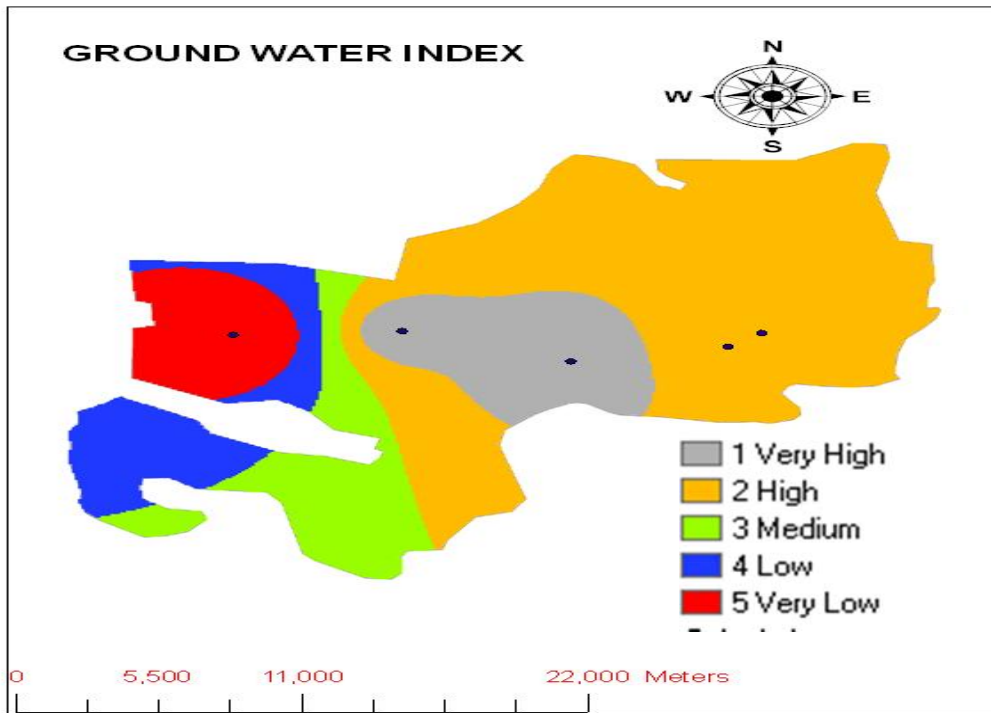 GROUND WATER INDEX
N
W E
S
1 Very High
2 High
3 Medium
4 Low
5 Very Low
0 5,500 11,000 22,000 Meters